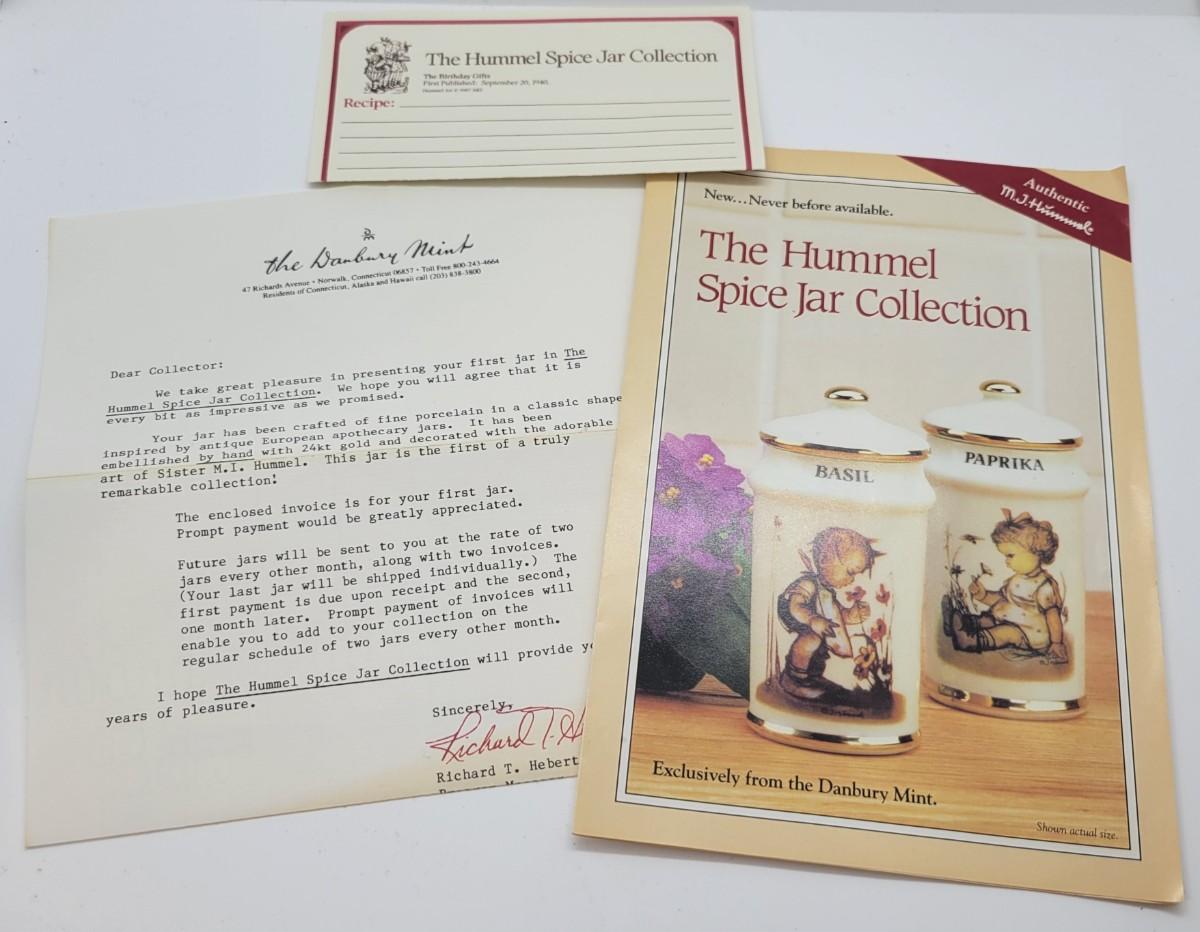 The Hummel Spice Jar Collection
The Birthday Gifts
First Published: September 20, 1940.
Recipe:
the Danbury Mint
47 Richards Avenue • Norwalk, Connecticut 06857 • Toll Free 800-243-4664
Residents of Connecticut, Alaska and Hawaii call (203) 838-3800
Dear Collector:
We take great pleasure in presenting your first jar in The
Hummel Spice Jar Collection. We hope you will agree that it is
every bit as impressive as we promised.
Your jar has been crafted of fine porcelain in a classic shape
inspired by antique European apothecary jars. It has been
embellished by hand with 24kt gold and decorated with the adorable
art of Sister M.I. Hummel. This jar is the first of a truly
remarkable collection!
The enclosed invoice is for your first jar.
Prompt payment would be greatly appreciated.
Future jars will be sent to you at the rate of two
jars every other month, along with two invoices.
(Your last jar will be shipped individually.) The
first payment is due upon receipt and the second,
one month later. Prompt payment of invoices will
enable you to add to your collection on the
regular schedule of two jars every other month.
I hope The Hummel Spice Jar Collection will provide
years of pleasure.
Sincerely,
Richard T. H
Richard T. Hebert
New...Never before available.
Authentic
M.J.Hummel
The Hummel
Spice Jar Collection
BASIL
PAPRIKA
Exclusively from the Danbury Mint.
Shown actual size.